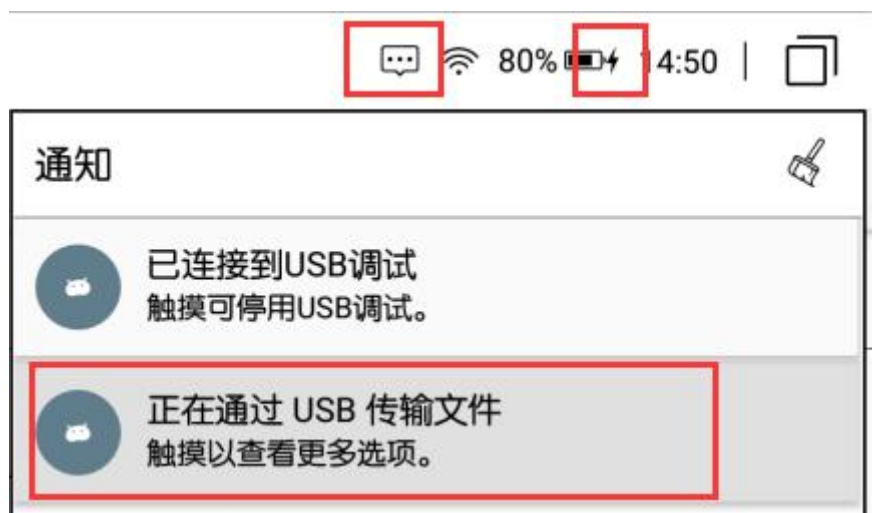 80% 14:50
通知
已连接到USB调试
触摸可停用USB调试。
正在通过 USB 传输文件
触摸以查看更多选项。